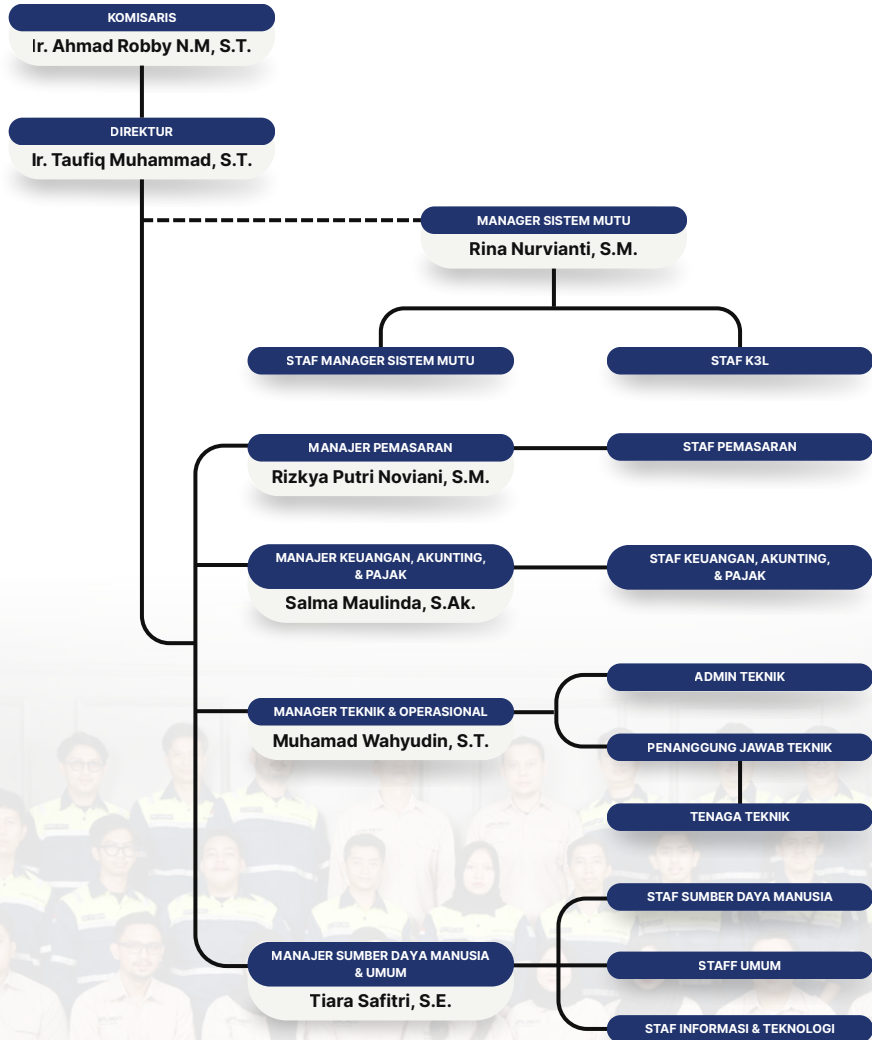 KOMISARIS
Ir. Ahmad Robby N.M, S.T.
DIREKTUR
Ir. Taufiq Muhammad, S.T.
MANAGER SISTEM MUTU
Rina Nurvianti, S.M.
STAF MANAGER SISTEM MUTU
STAF K3L
MANAJER PEMASARAN
Rizkya Putri Noviani, S.M.
STAF PEMASARAN
MANAJER KEUANGAN, AKUNTING,
& PAJAK
Salma Maulinda, S.Ak.
STAF KEUANGAN, AKUNTING,
& PAJAK
MANAGER TEKNIK & OPERASIONAL
Muhamad Wahyudin, S.T.
ADMIN TEKNIK
PENANGGUNG JAWAB TEKNIK
TENAGA TEKNIK
MANAJER SUMBER DAYA MANUSIA
& UMUM
Tiara Safitri, S.E.
STAF SUMBER DAYA MANUSIA
STAFF UMUM
STAF INFORMASI & TEKNOLOGI